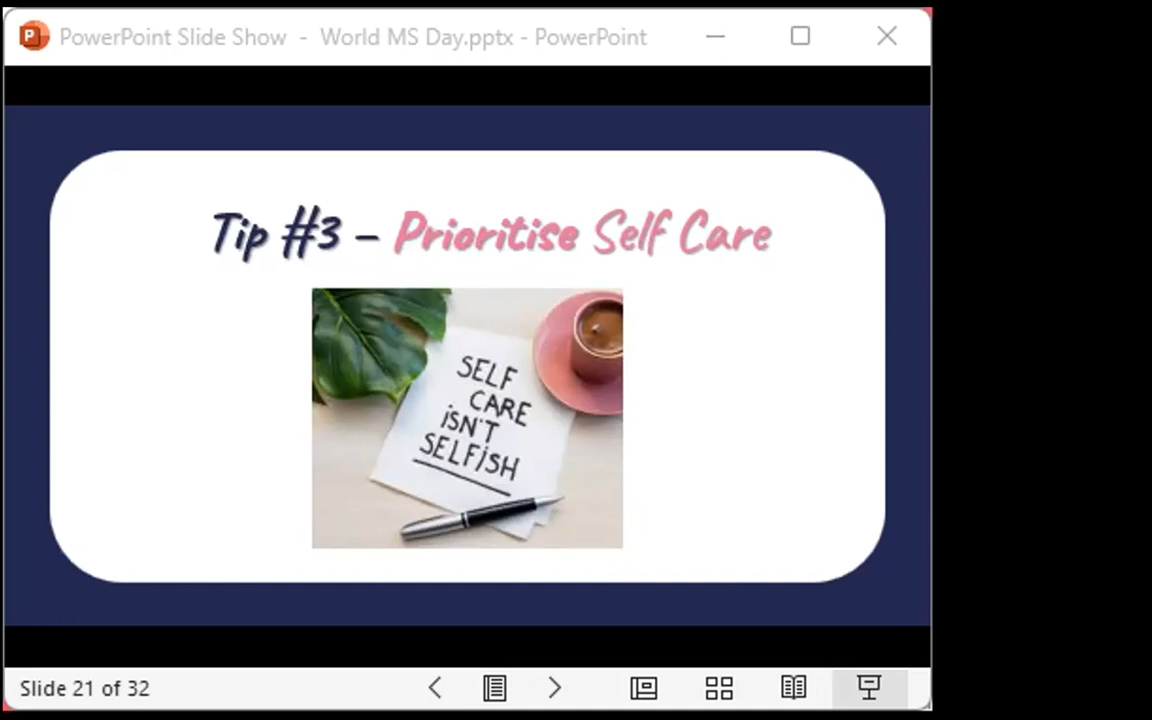 PowerPoint Slide Show - World MS Day.pptx - PowerPoint
Tip #3 – Prioritise Self Care
SELF
CARE
iSN'T
SELFiSH
Slide 21 of 32